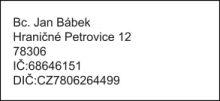 Bc. Jan Bábek
Hraničné Petrovice 12
78306
IČ:68646151
DIČ:CZ7806264499